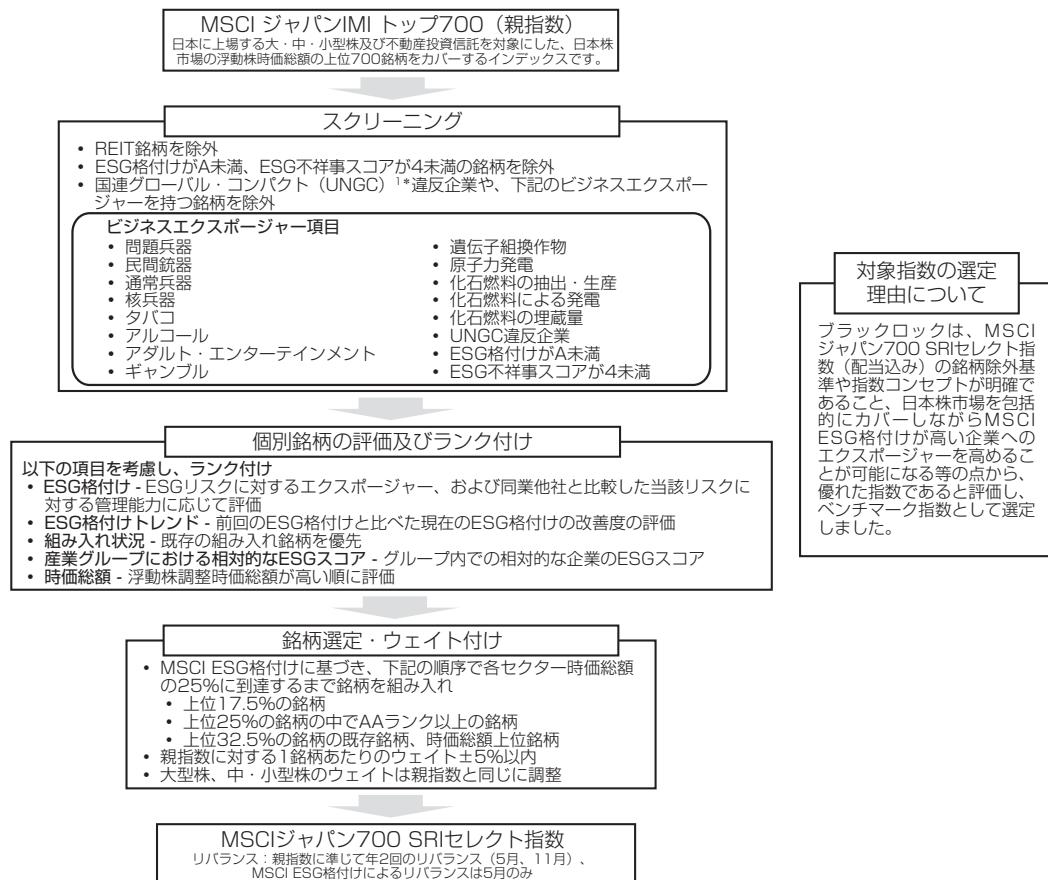 MSCI ジャパンIMI トップ700（親指数）
日本に上場する大・中・小型株及び不動産投資信託を対象にした、日本株
市場の浮動株時価総額の上位700銘柄をカバーするインデックスです。
スクリーニング
• REIT銘柄を除外
• ESG格付けがA未満、ESG不祥事スコアが4未満の銘柄を除外
• 国連グローバル・コンパクト（UNGC）1*違反企業や、下記のビジネスエクスポー
ジャーを持つ銘柄を除外
ビジネスエクスポージャー項目
• 問題兵器
• 民間銃器
• 通常兵器
• 核兵器
• タバコ
• アルコール
• アダルト・エンターテインメント
• ギャンブル
• 遺伝子組換作物
• 原子力発電
• 化石燃料の抽出・生産
• 化石燃料による発電
• 化石燃料の埋蔵量
• UNGC違反企業
• ESG格付けがA未満
• ESG不祥事スコアが4未満
個別銘柄の評価及びランク付け
以下の項目を考慮し、ランク付け
• ESG格付け - ESGリスクに対するエクスポージャー、および同業他社と比較した当該リスクに
対する管理能力に応じて評価
• ESG格付けトレンド - 前回のESG格付けと比べた現在のESG格付けの改善度の評価
• 組み入れ状況 - 既存の組み入れ銘柄を優先
• 産業グループにおける相対的なESGスコア - グループ内での相対的な企業のESGスコア
• 時価総額 - 浮動株調整時価総額が高い順に評価
銘柄選定・ウェイト付け
• MSCI ESG格付けに基づき、下記の順序で各セクター時価総額
の25%に到達するまで銘柄を組み入れ
• 上位17.5%の銘柄
• 上位25%の銘柄の中でAAランク以上の銘柄
• 上位32.5%の銘柄の既存銘柄、時価総額上位銘柄
• 親指数に対する1銘柄あたりのウェイト±5%以内
• 大型株、中・小型株のウェイトは親指数と同じに調整
MSCIジャパン700 SRIセレクト指数
リバランス：親指数に準じて年2回のリバランス（5月、11月）、
MSCI ESG格付けによるリバランスは5月のみ
対象指数の選定
理由について
ブラックロックは、MSCI
ジャパン700 SRIセレクト指
数（配当込み）の銘柄除外基
準や指数コンセプトが明確で
あること、日本株市場を包括
的にカバーしながらMSCI
ESG格付けが高い企業への
エクスポージャーを高めるこ
とが可能になる等の点から、
優れた指数であると評価し、
ベンチマーク指数として選定
しました。